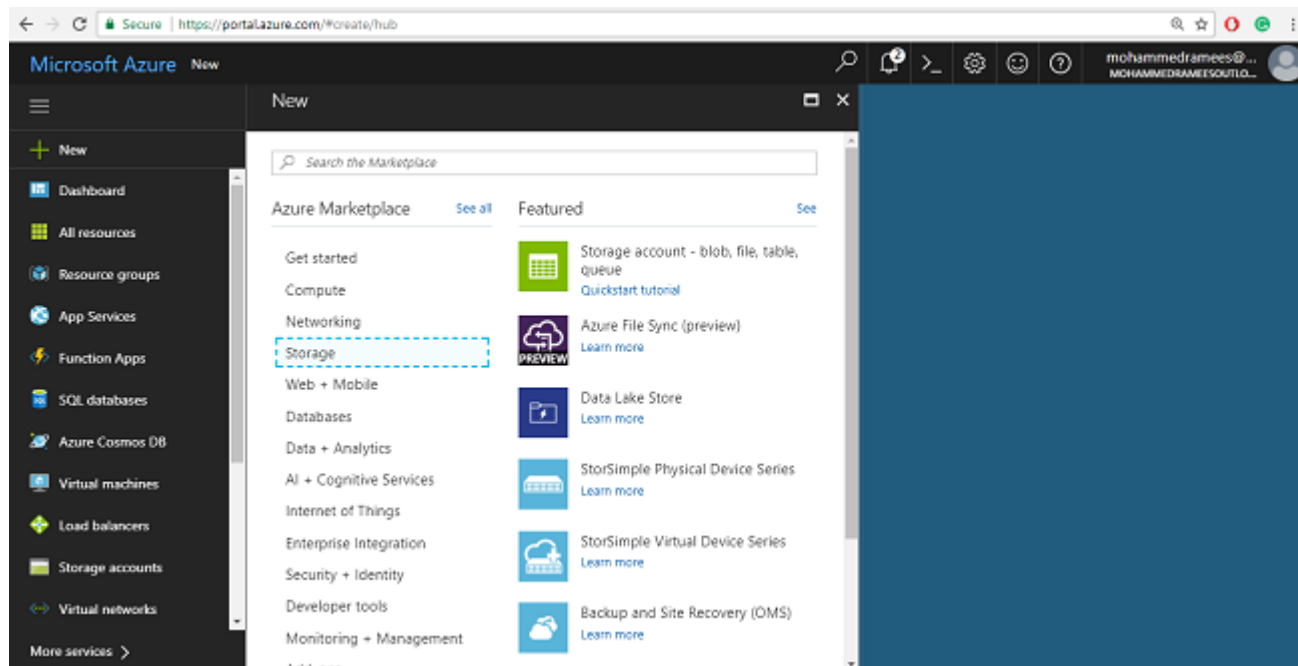 Secure | https://portal.azure.com/#create/hub
Microsoft Azure New
2
mohammedramees@...
MOHAMMEDRAMEESOUTLO...
New
New
Dashboard
All resources
Resource groups
App Services
Function Apps
SQL databases
Azure Cosmos DB
Virtual machines
Load balancers
Storage accounts
Virtual networks
More services
Search the Marketplace
Azure Marketplace See all
Get started
Compute
Networking
Storage
Web + Mobile
Databases
Data + Analytics
AI + Cognitive Services
Internet of Things
Enterprise Integration
Security + Identity
Developer tools
Monitoring + Management
Featured See
Storage account - blob, file, table,
queue
Quickstart tutorial
PREVIEW
Azure File Sync (preview)
Learn more
Data Lake Store
Learn more
StorSimple Physical Device Series
Learn more
StorSimple Virtual Device Series
Learn more
Backup and Site Recovery (OMS)
Learn more